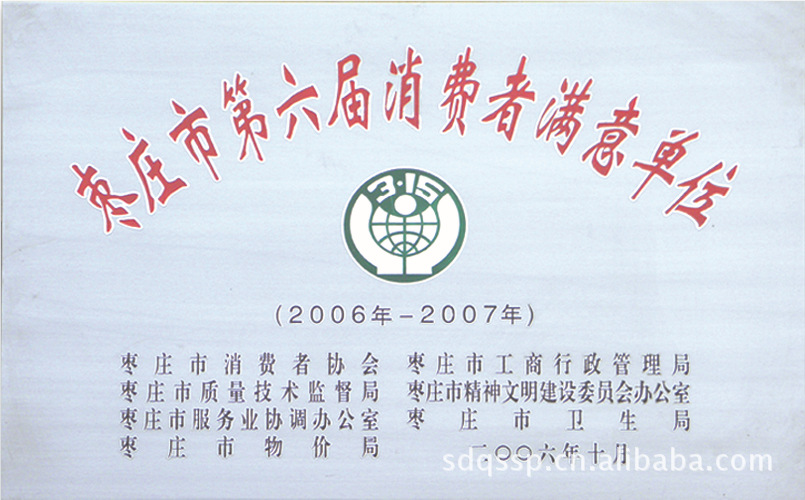 枣庄市第六届消费者满意单位
3·15
(2006年-2007年)
枣庄市消费者协会 枣庄市工商行政管理局
枣庄市质量技术监督局 枣庄市精神文明建设委员会办公室
枣庄市服务业协调办公室 枣庄市卫生局
枣庄市物价局 二〇〇六年十月
sdqssp.cn.alibaba.com